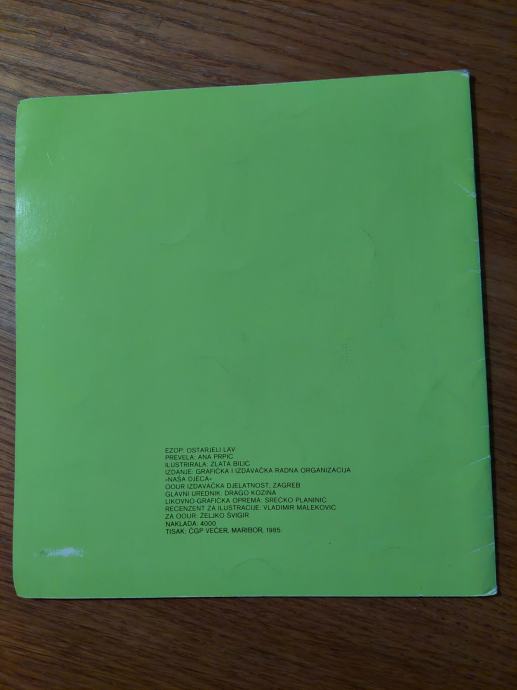 EZOP: OSTARJELI LAV
PREVELA: ANA PRPIĆ
ILUSTRIRALA: ZLATA BILIĆ
IZDANJE: GRAFIČKA I IZDAVAČKA RADNA ORGANIZACIJA
»NAŠA DJECA«
OOUR IZDAVAČKA DJELATNOST, ZAGREB
GLAVNI UREDNIK: DRAGO KOZINA
LIKOVNO-GRAFIČKA OPREMA: SREĆKO PLANINIĆ
RECENZENT ZA ILUSTRACIJE: VLADIMIR MALEKOVIĆ
ZA OOUR: ŽELJKO ŠVIGIR
NAKLADA: 4000
TISAK: ČGP VEČER, MARIBOR, 1985.